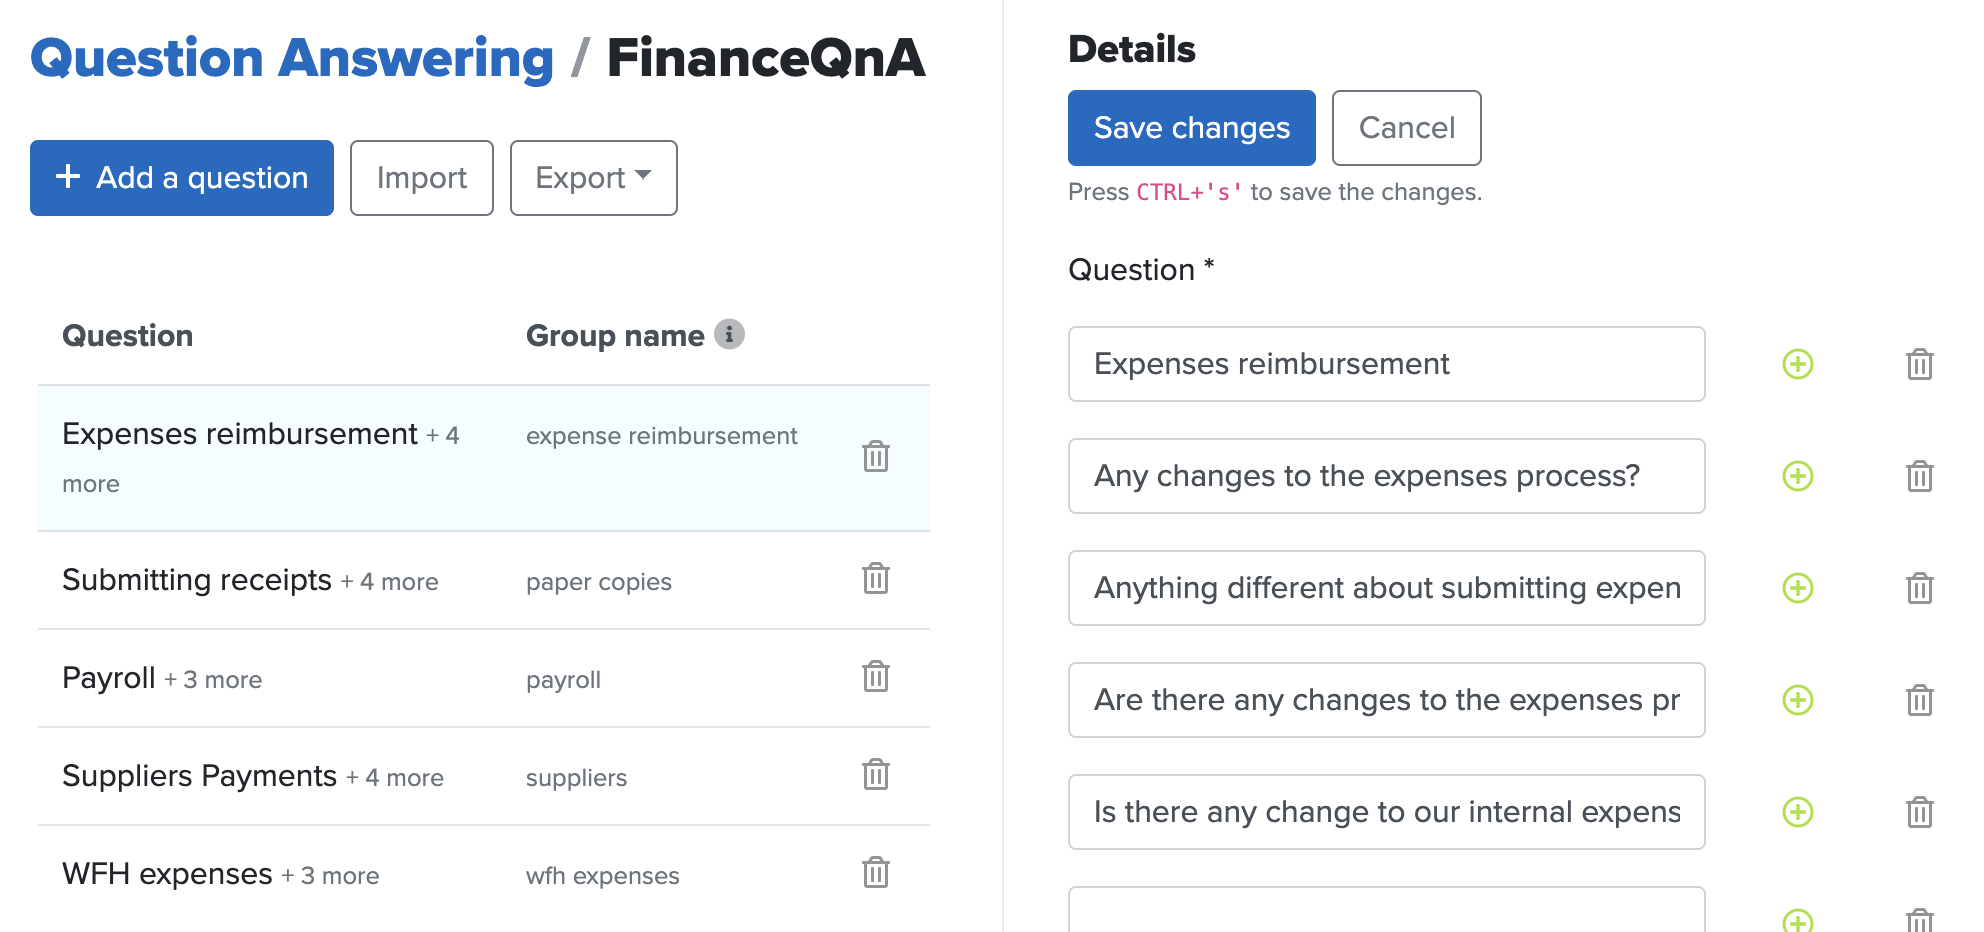 Question Answering / FinanceQnA
+ Add a question
Import
Export
Question
Group name
Expenses reimbursement + 4
more
expense reimbursement
Submitting receipts + 4 more
paper copies
Payroll + 3 more
payroll
Suppliers Payments + 4 more
suppliers
WFH expenses + 3 more
wfh expenses
Details
Save changes
Cancel
Press CTRL+'s' to save the changes.
Question *
Expenses reimbursement
Any changes to the expenses process?
Anything different about submitting expen
Are there any changes to the expenses pr
Is there any change to our internal expens